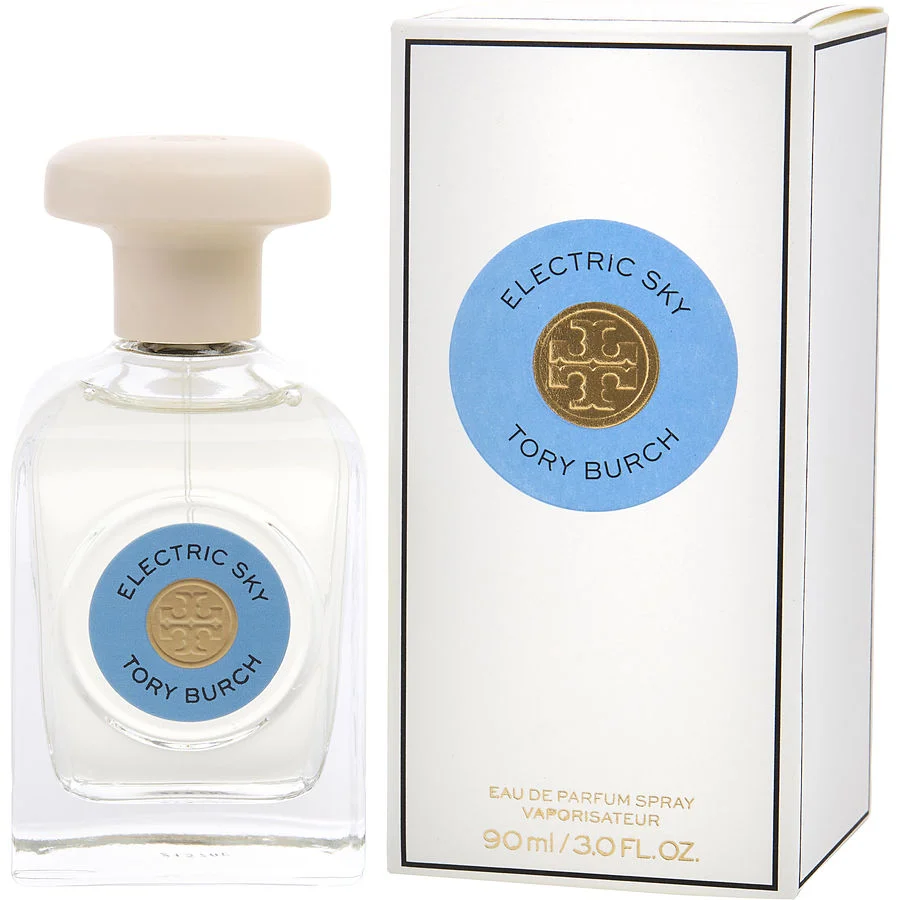 ELECTRIC SKY
TORY BURCH
ELECTRIC SKY
TORY BURCH
EAU DE PARFUM SPRAY
VAPORISATEUR
90 ml / 3.0 FL. OZ.